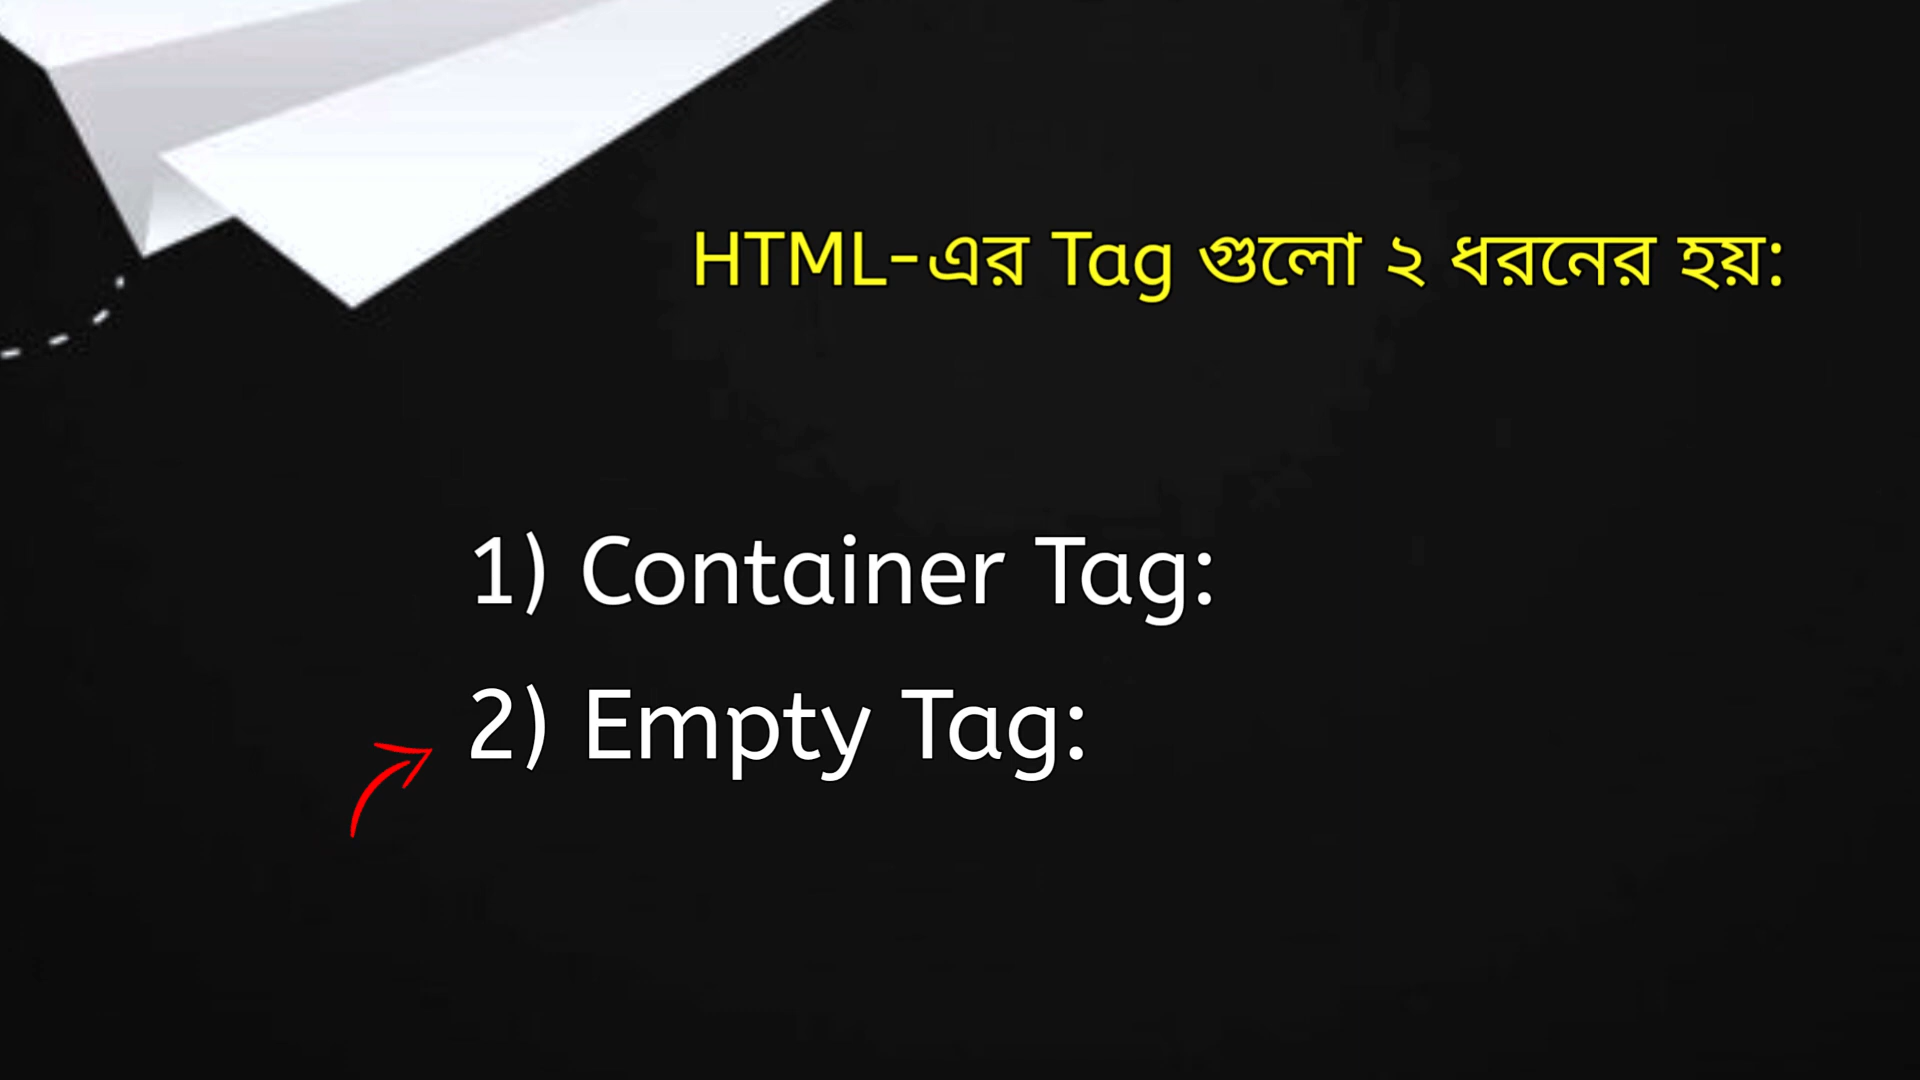 HTML-এর Tag গুলো ২ ধরনের হয়:
1) Container Tag:
2) Empty Tag: